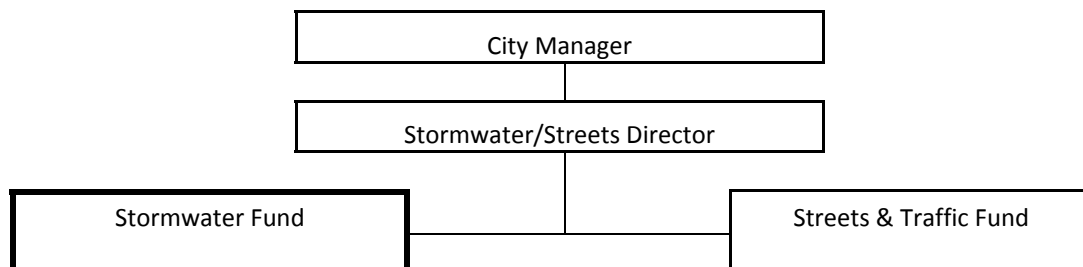 City Manager
Stormwater/Streets Director
Stormwater Fund
Streets & Traffic Fund